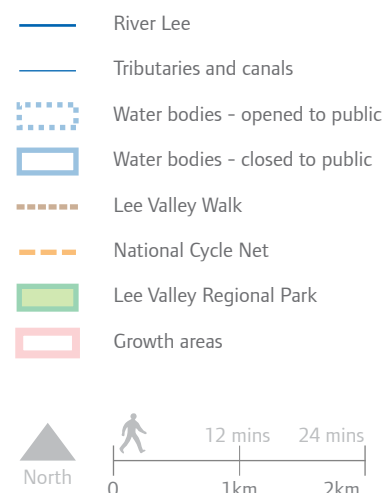 River Lee
Tributaries and canals
Water bodies - opened to public
Water bodies - closed to public
Lee Valley Walk
National Cycle Net
Lee Valley Regional Park
Growth areas
12 mins 24 mins
North
0 1km 2km